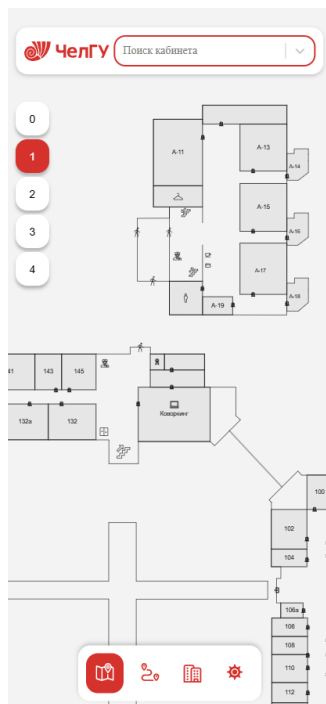 ЧелГУ
Поиск кабинета
0
1
2
3
4
А-11
А-13
А-14
А-15
А-16
А-17
А-18
А-19
41
143
145
132а
132
Коворкинг
100
102
104
106а
106
108
110
112